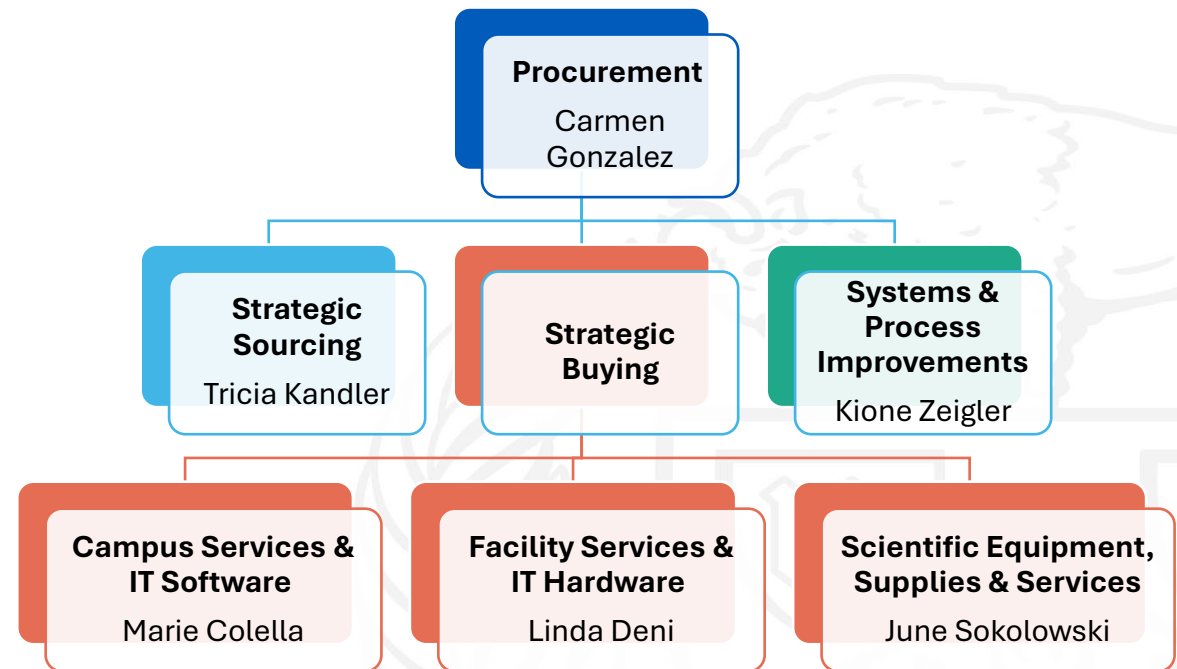 Procurement
Carmen
Gonzalez
Strategic
Sourcing
Tricia Kandler
Strategic
Buying
Systems &
Process
Improvements
Kione Zeigler
Campus Services &
IT Software
Marie Colella
Facility Services &
IT Hardware
Linda Deni
Scientific Equipment,
Supplies & Services
June Sokolowski